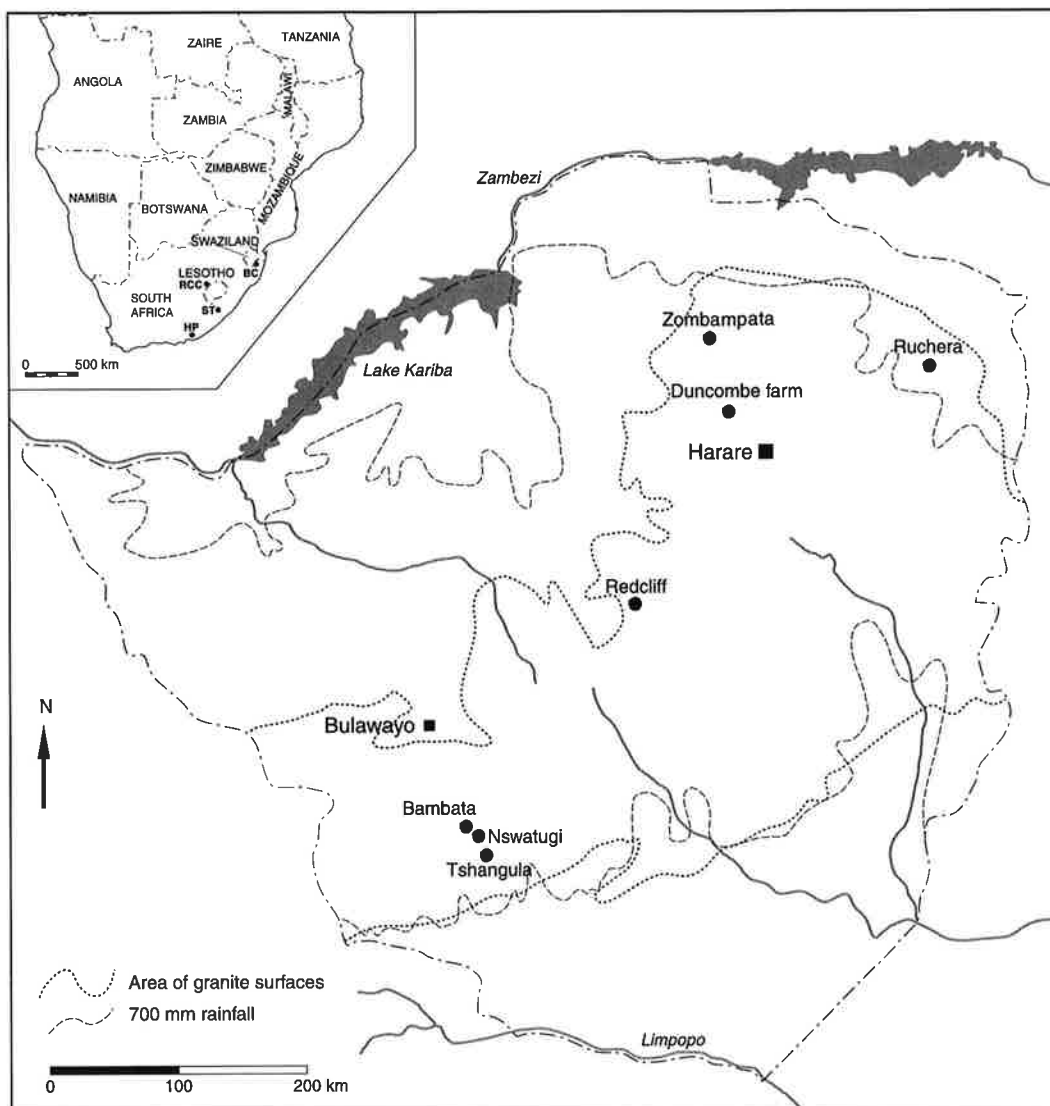 ZAIRE
TANZANIA
ANGOLA
MALAWI
ZAMBIA
ZIMBABWE
MOZAMBIQUE
NAMIBIA
BOTSWANA
SWAZILAND
BC
LESOTHO
RCC
SOUTH
AFRICA
ST
HP
0 500 km
Zambezi
Lake Kariba
Zombampata
Ruchera
Duncombe farm
Harare
Redcliff
N
Bulawayo
Bambata
Nswatugi
Tshangula
Area of granite surfaces
700 mm rainfall
Limpopo
0 100 200 km